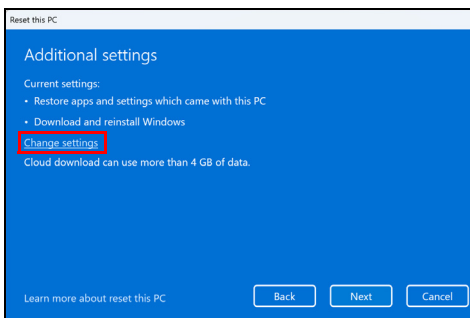 Reset this PC
Additional settings
Current settings:
• Restore apps and settings which came with this PC
• Download and reinstall Windows
Change settings
Cloud download can use more than 4 GB of data.
Learn more about reset this PC
Back
Next
Cancel